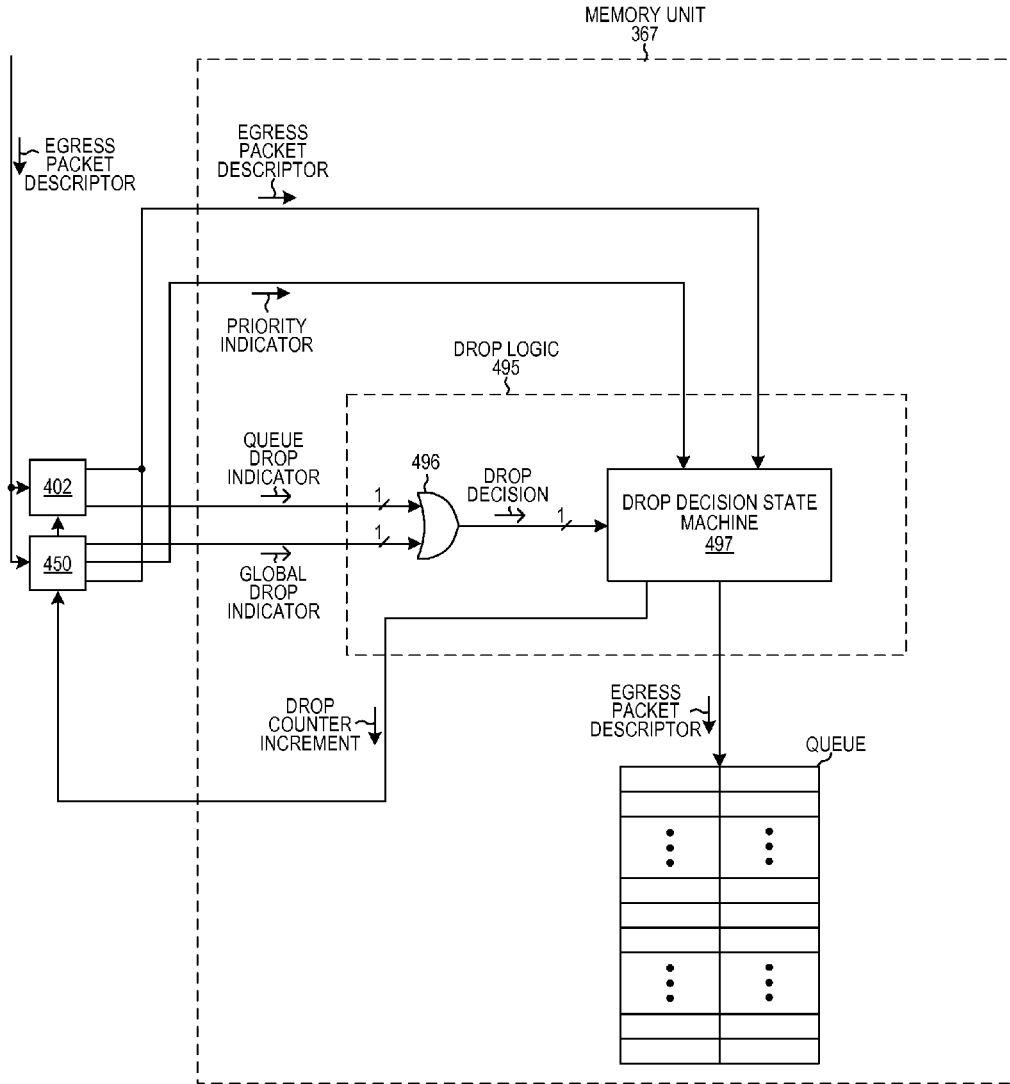 MEMORY UNIT
367
EGRESS
PACKET
DESCRIPTOR
EGRESS
PACKET
DESCRIPTOR
PRIORITY
INDICATOR
DROP LOGIC
495
QUEUE
DROP
INDICATOR
496
DROP
DECISION
402
1
1
1
DROP DECISION STATE
MACHINE
497
450
GLOBAL
DROP
INDICATOR
DROP
COUNTER
INCREMENT
EGRESS
PACKET
DESCRIPTOR
QUEUE